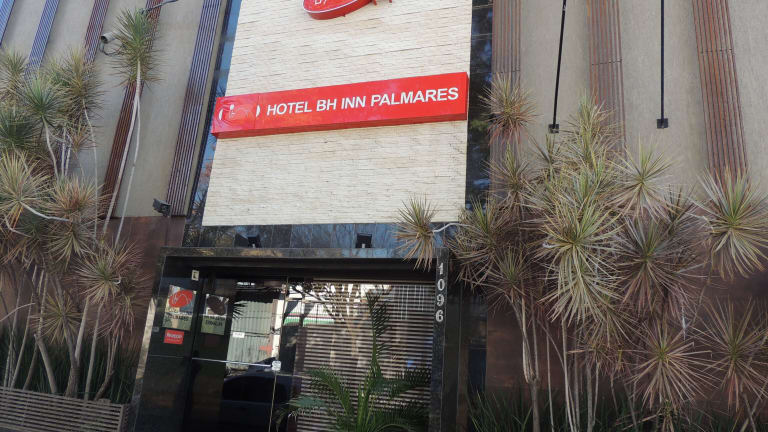 HOTEL BH INN PALMARES
1096